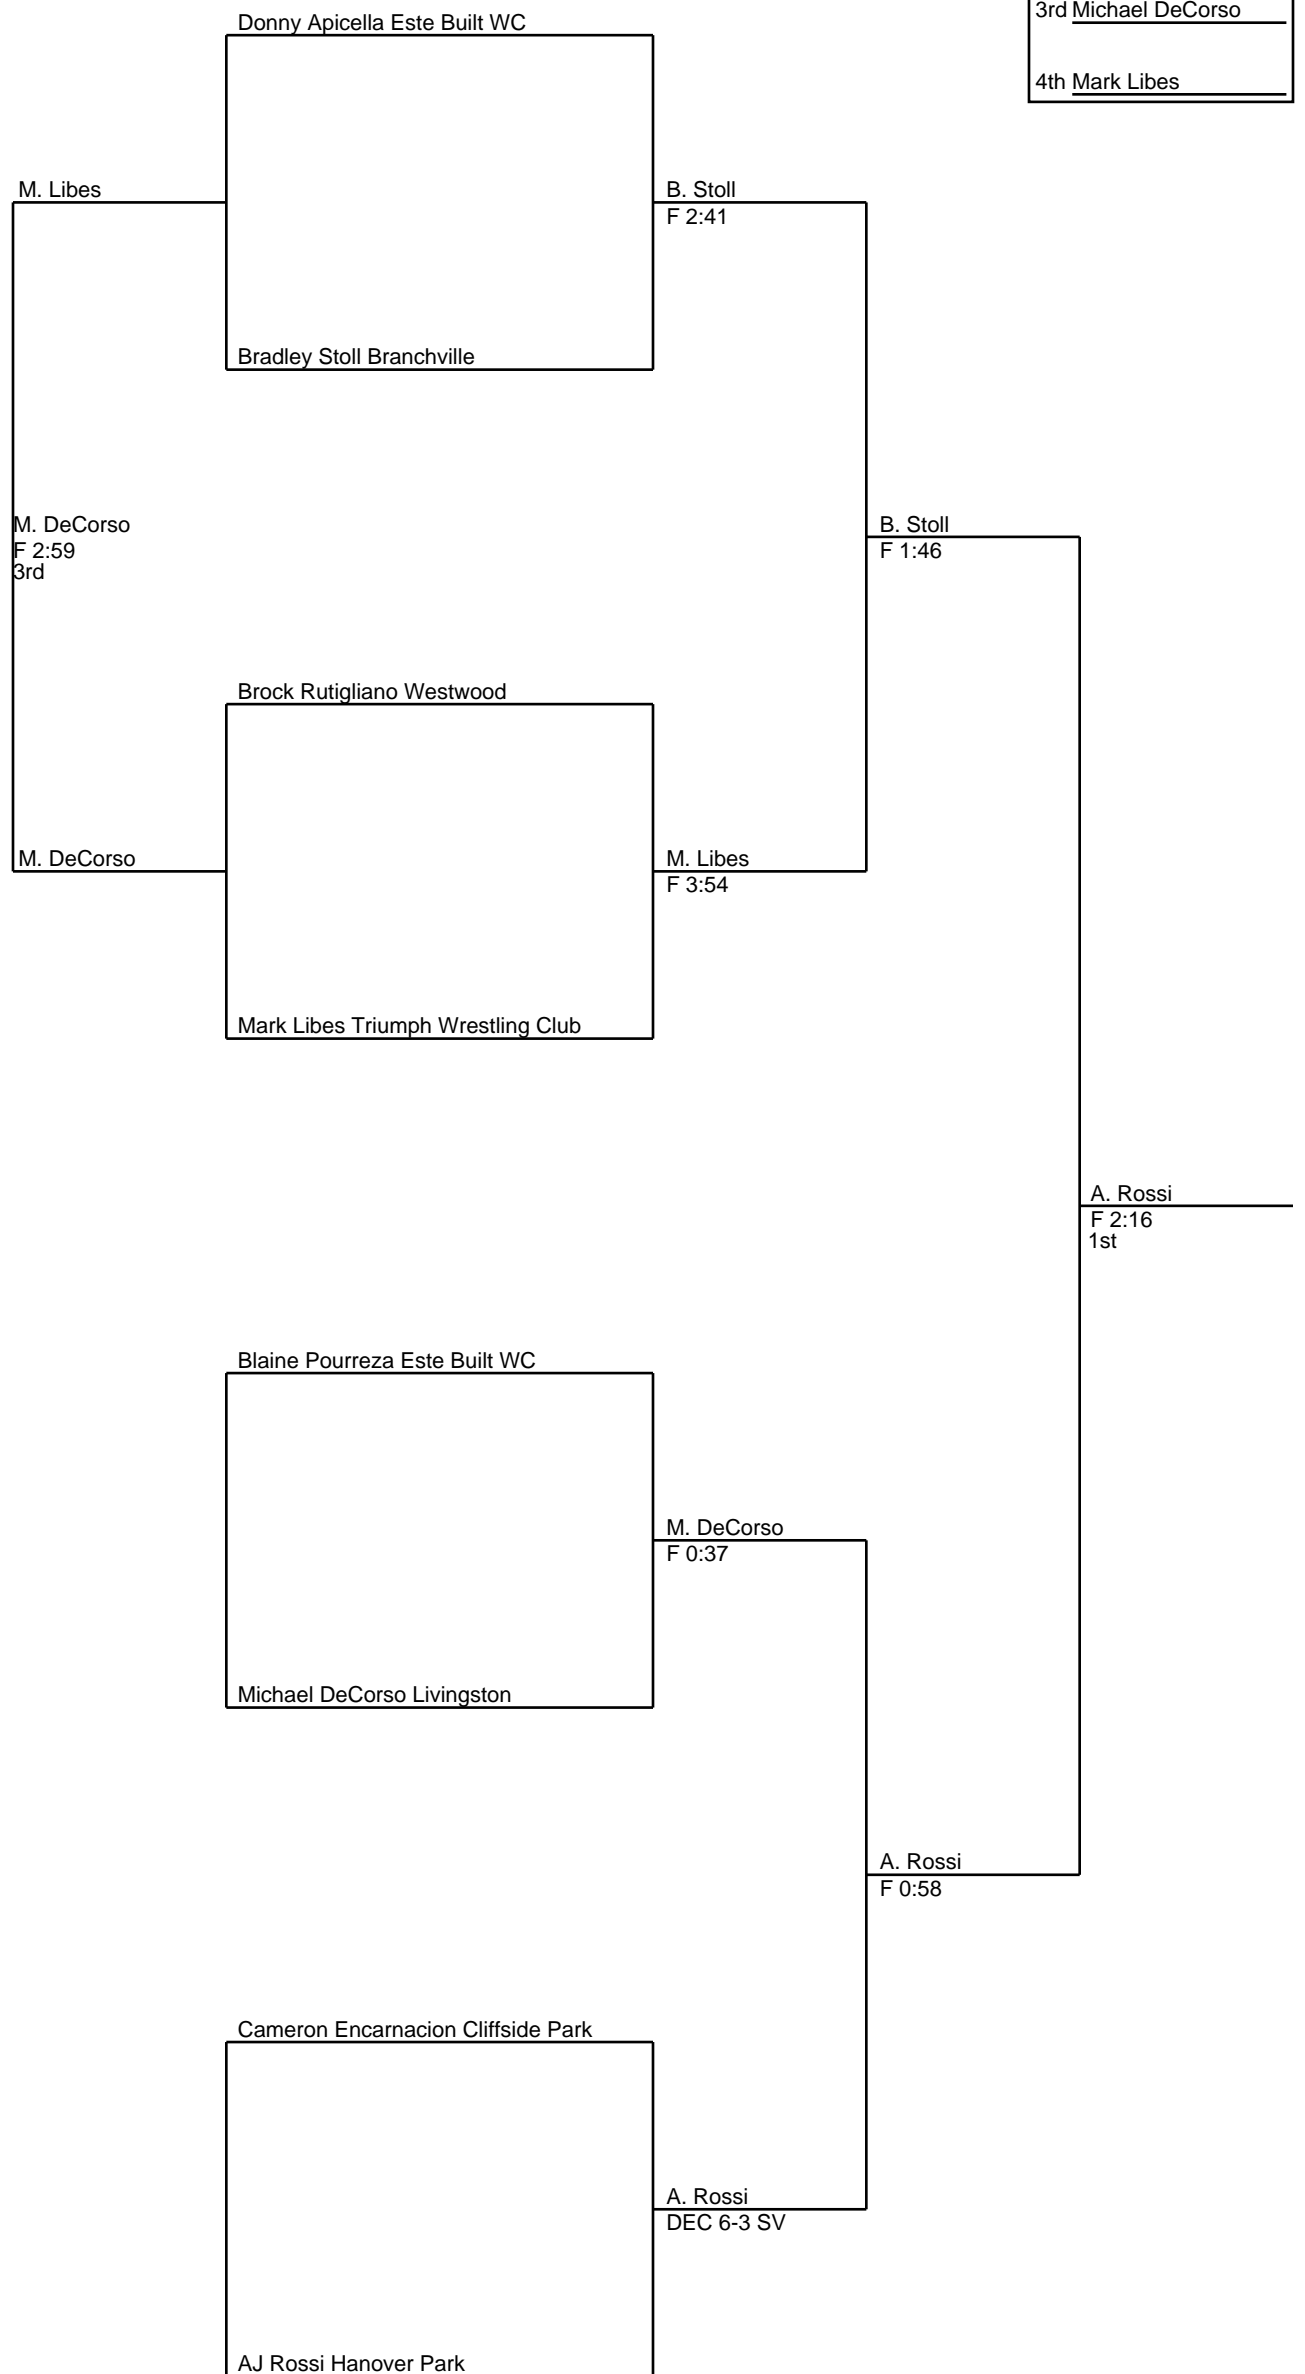 Donny Apicella Este Built WC
3rd Michael DeCorso
4th Mark Libes
M. Libes
B. Stoll
F 2:41
Bradley Stoll Branchville
M. DeCorso
F 2:59
3rd
B. Stoll
F 1:46
Brock Rutigliano Westwood
M. DeCorso
M. Libes
F 3:54
Mark Libes Triumph Wrestling Club
A. Rossi
F 2:16
1st
Blaine Pourreza Este Built WC
M. DeCorso
F 0:37
Michael DeCorso Livingston
A. Rossi
F 0:58
Cameron Encarnacion Cliffside Park
A. Rossi
DEC 6-3 SV
AJ Rossi Hanover Park